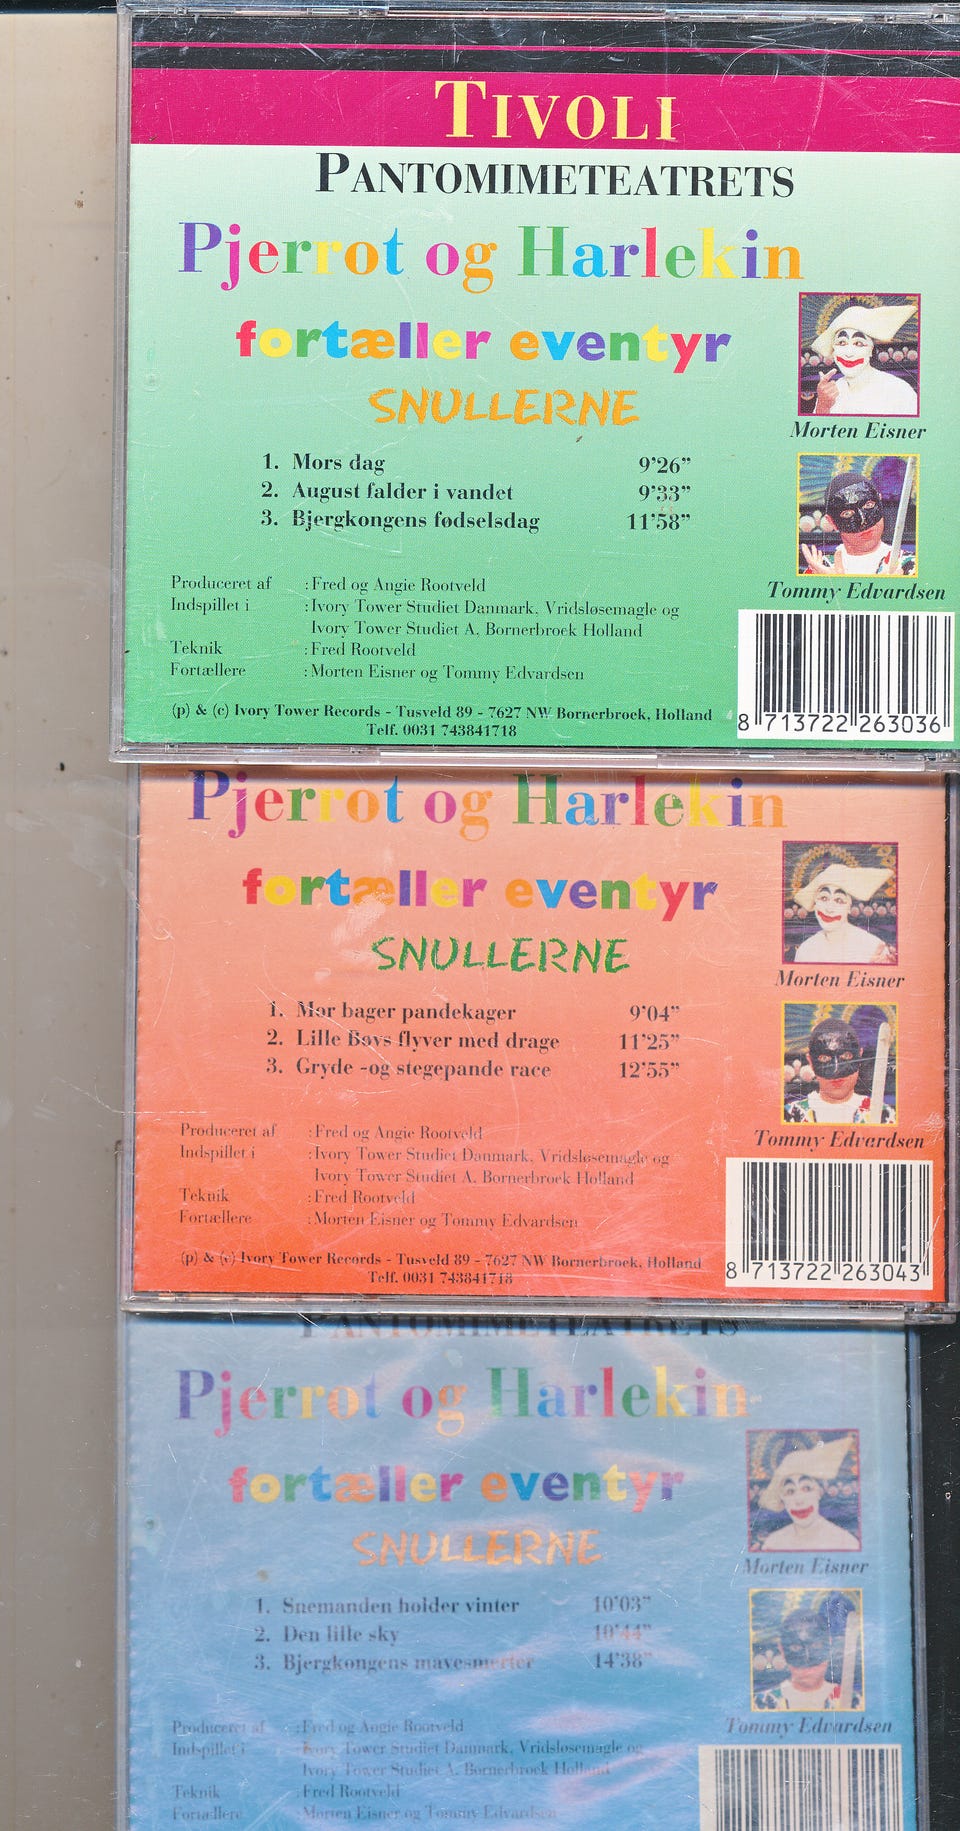 TIVOLI
PANTOMIMETEATRETS
Pjerrot og Harlekin
fortæller eventyr
SNULLERNE
1. Mors dag 9’26”
2. August falder i vandet 9’33”
3. Bjergkongens fødselsdag 11’58”
Morten Eisner
Tommy Edvardsen
Produceret af : Fred og Angie Rootveld
Indspillet i : Ivory Tower Studiet Danmark, Vridsløsemagle og
Ivory Tower Studiet A, Bornerbroek Holland
Teknik : Fred Rootveld
Fortællere : Morten Eisner og Tommy Edvardsen
(p) & (c) Ivory Tower Records - Tusveld 89 - 7627 NW Bornerbroek, Holland
Telf. 0031 743841718
8 713722 263036
Pjerrot og Harlekin
fortæller eventyr
SNULLERNE
1. Mor bager pandekager 9’04”
2. Lille Bøvs flyver med drage 11’25”
3. Gryde -og stegepande race 12’55”
Morten Eisner
Tommy Edvardsen
Produceret af : Fred og Angie Rootveld
Indspillet i : Ivory Tower Studiet Danmark, Vridsløsemagle og
Ivory Tower Studiet A, Bornerbroek Holland
Teknik : Fred Rootveld
Fortællere : Morten Eisner og Tommy Edvardsen
(p) & (c) Ivory Tower Records - Tusveld 89 - 7627 NW Bornerbroek, Holland
Telf. 0031 743841718
8 713722 263043
PANTOMIMETEATRETS
Pjerrot og Harlekin
fortæller eventyr
SNULLERNE
1. Snemanden holder vinter 10’03”
2. Den lille sky 10’44”
3. Bjergkongens mavesmerter 14’38”
Morten Eisner
Tommy Edvardsen
Produceret af : Fred og Angie Rootveld
Indspillet i : Ivory Tower Studiet Danmark, Vridsløsemagle og
Ivory Tower Studiet A, Bornerbroek Holland
Teknik : Fred Rootveld
Fortællere : Morten Eisner og Tommy Edvardsen